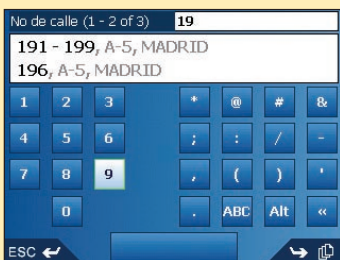 No de calle (1 - 2 of 3) 19
191 - 199, A-5, MADRID
196, A-5, MADRID
1 2 3 * @ # &
4 5 6 ; : / -
7 8 9 , ( ) '
0 . ABC Alt «
ESC